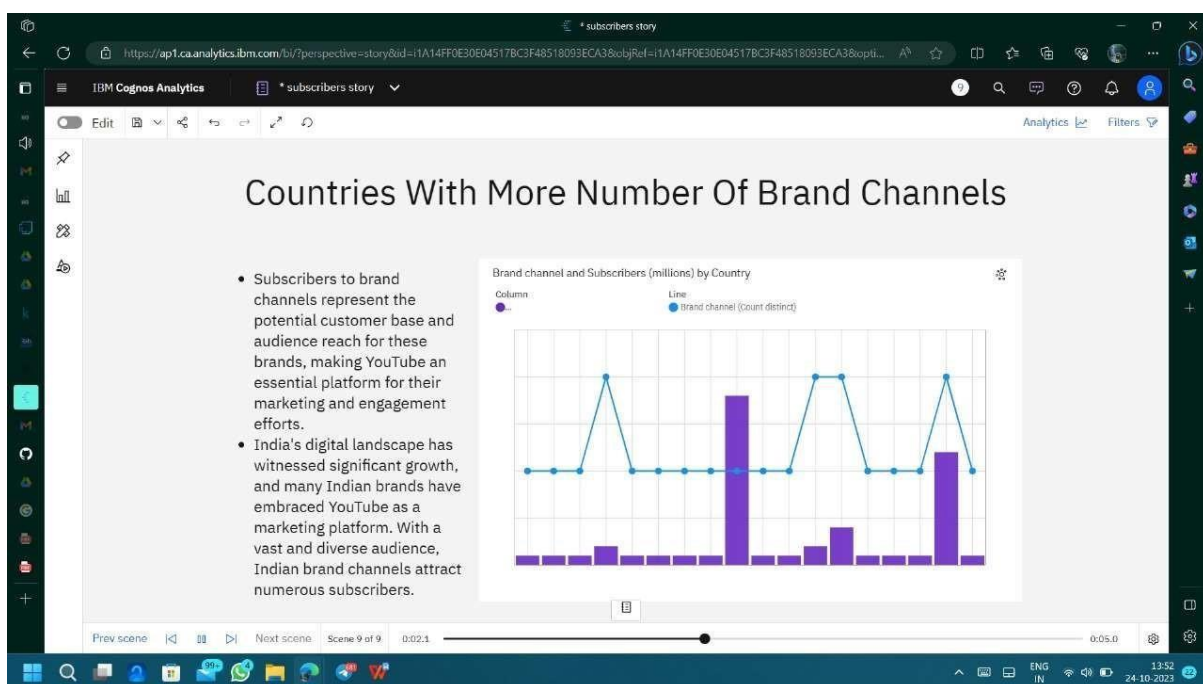 * subscribers story
https://ap1.ca.analytics.ibm.com/bi/?perspective=story&id=i1A14FF0E30E04517BC3F48518093ECA3&objRef=i1A14FF0E30E04517BC3F48518093ECA3&opti...
IBM Cognos Analytics
* subscribers story
9
Edit
Analytics
Filters
Countries With More Number Of Brand Channels
• Subscribers to brand
channels represent the
potential customer base and
audience reach for these
brands, making YouTube an
essential platform for their
marketing and engagement
efforts.
• India's digital landscape has
witnessed significant growth,
and many Indian brands have
embraced YouTube as a
marketing platform. With a
vast and diverse audience,
Indian brand channels attract
numerous subscribers.
Brand channel and Subscribers (millions) by Country
Column
...
Line
Brand channel (Count distinct)
Prev scene
Next scene
Scene 9 of 9
0:02.1
0:05.0
99+
ENG
IN
13:52
24-10-2023
22